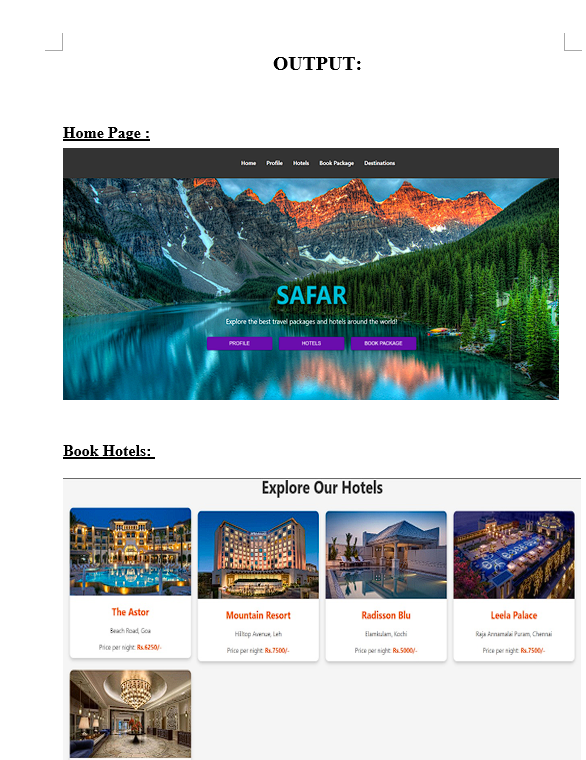 OUTPUT:
Home Page :
Home Profile Hotels Book Package Destinations
SAFAR
Explore the best travel packages and hotels around the world!
PROFILE HOTELS BOOK PACKAGE
Book Hotels:
Explore Our Hotels
The Astor
Beach Road, Goa
Price per night: Rs.6250/-
Mountain Resort
Hilltop Avenue, Leh
Price per night: Rs.7500/-
Radisson Blu
Elamkulam, Kochi
Price per night: Rs.5000/-
Leela Palace
Raja Annamalai Puram, Chennai
Price per night: Rs.7500/-